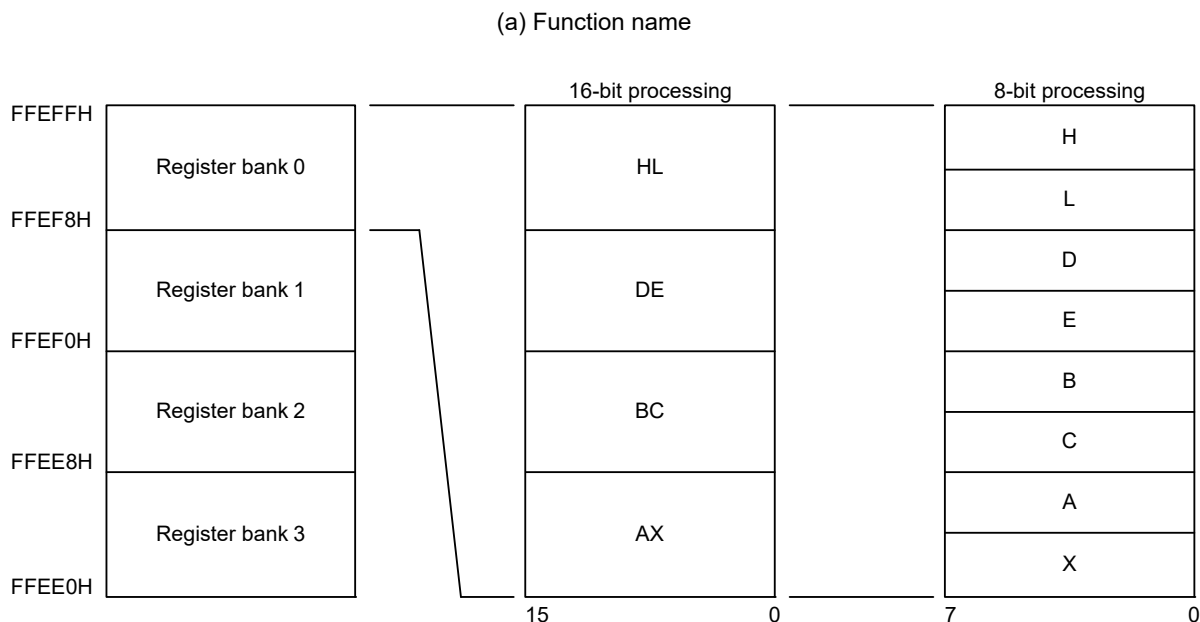 (a) Function name
16-bit processing 8-bit processing
FFEFFH
H
Register bank 0 HL
L
FFEF8H
D
Register bank 1 DE
E
FFEF0H
B
Register bank 2 BC
C
FFEE8H
A
Register bank 3 AX
X
FFEE0H
15 0 7 0